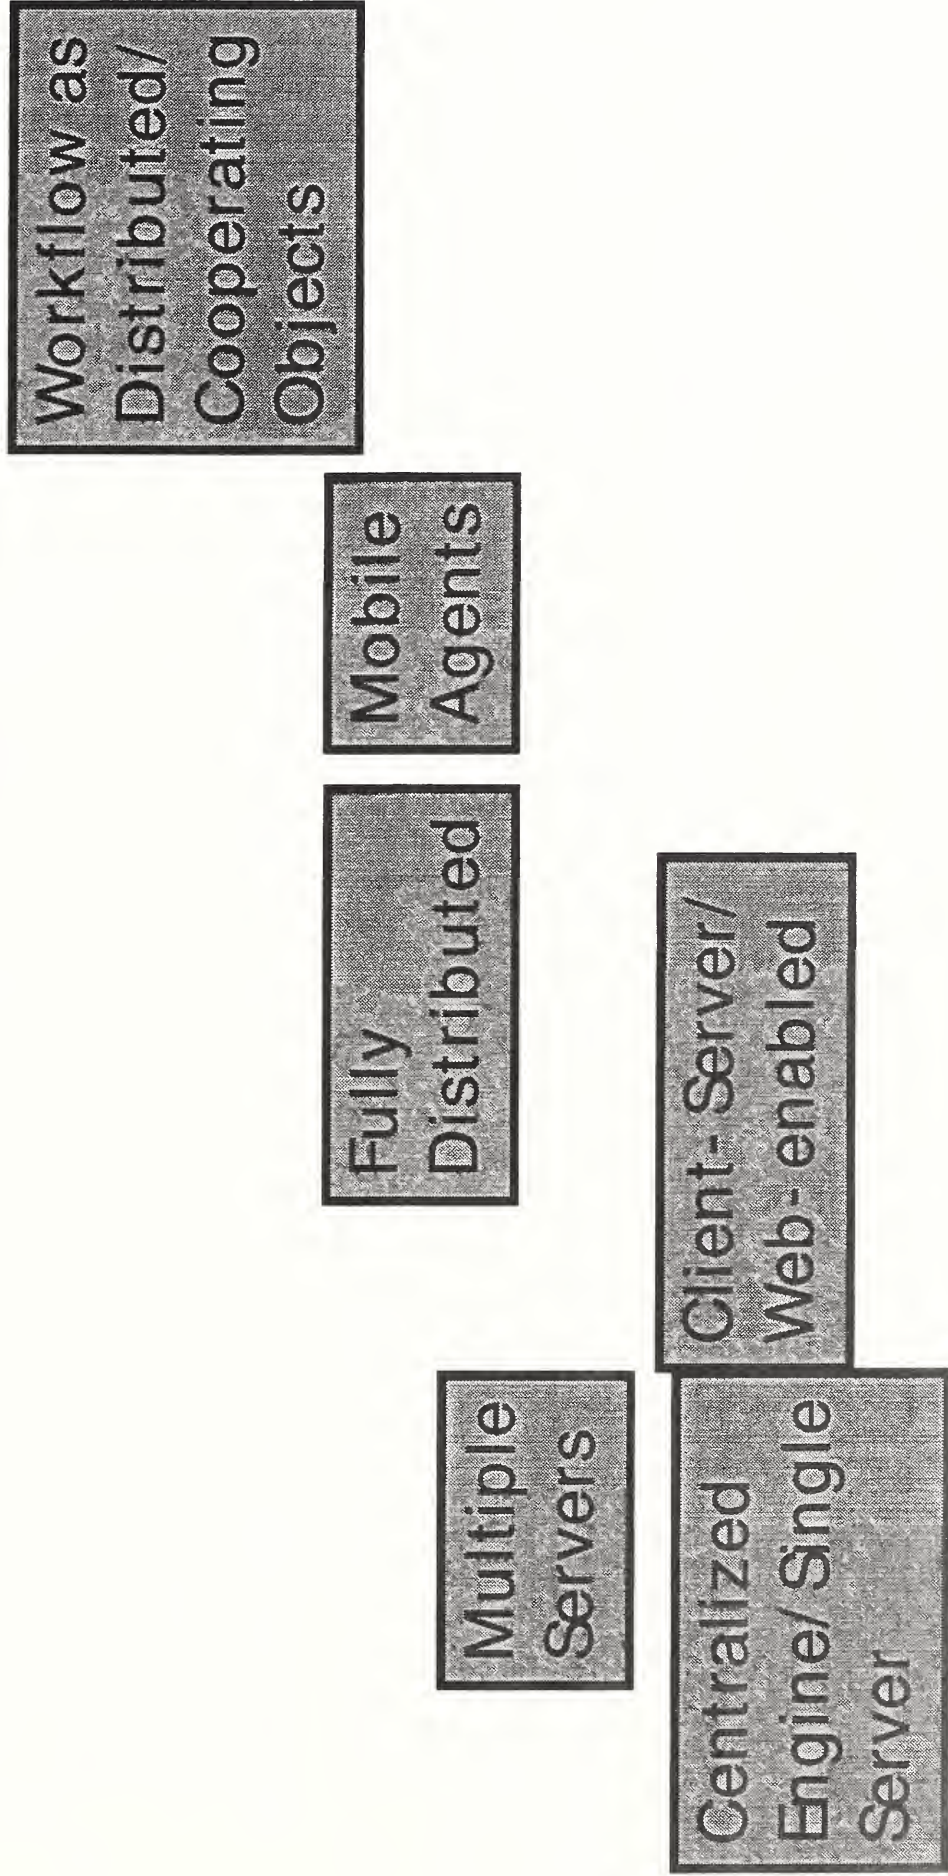 Workflow as
Distributed/
Cooperating
Objects
Fully
Distributed
Mobile
Agents
Multiple
Servers
Client-Server/
Web-enabled
Centralized
Engine/Single
Server